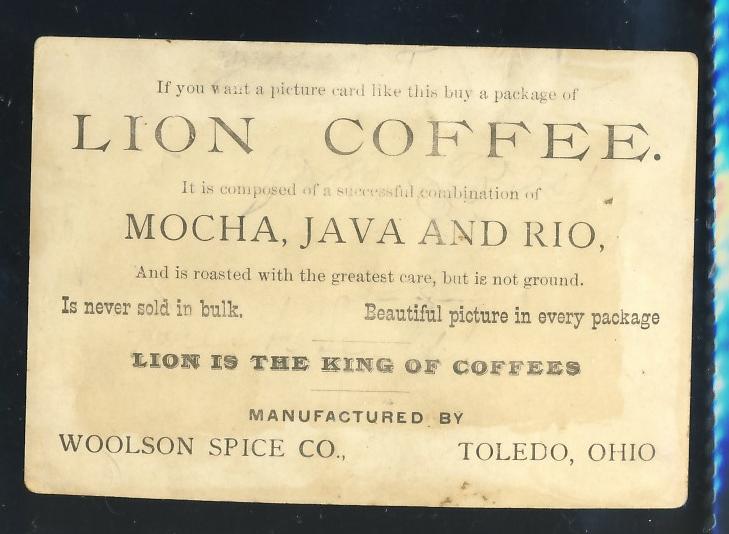 If you want a picture card like this buy a package of
LION COFFEE.
It is composed of a successful combination of
MOCHA, JAVA AND RIO,
And is roasted with the greatest care, but is not ground.
Is never sold in bulk. Beautiful picture in every package
LION IS THE KING OF COFFEES
MANUFACTURED BY
WOOLSON SPICE CO., TOLEDO, OHIO